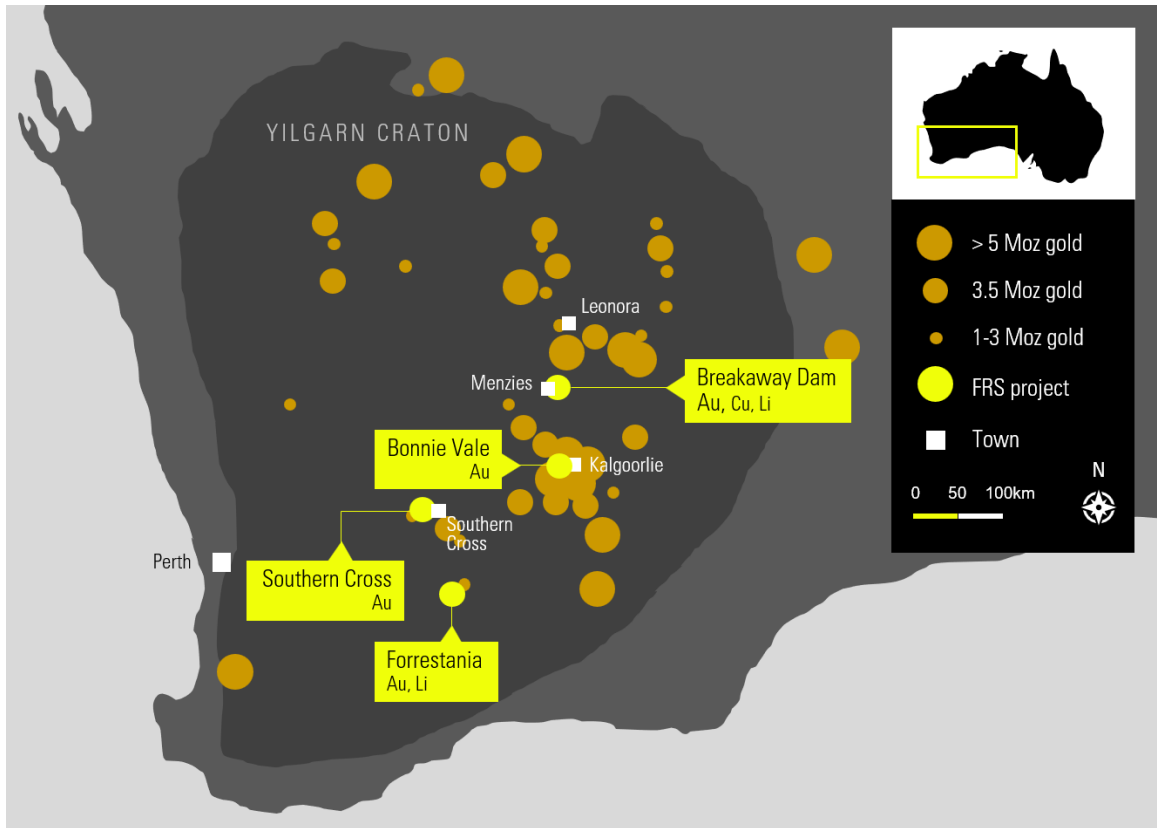 YILGARN CRATON
> 5 Moz gold
3.5 Moz gold
1-3 Moz gold
FRS project
Town
N
0 50 100km
Leonora
Menzies
Breakaway Dam
Au, Cu, Li
Bonnie Vale
Au
Kalgoorlie
Southern
Cross
Perth
Southern Cross
Au
Forrestania
Au, Li